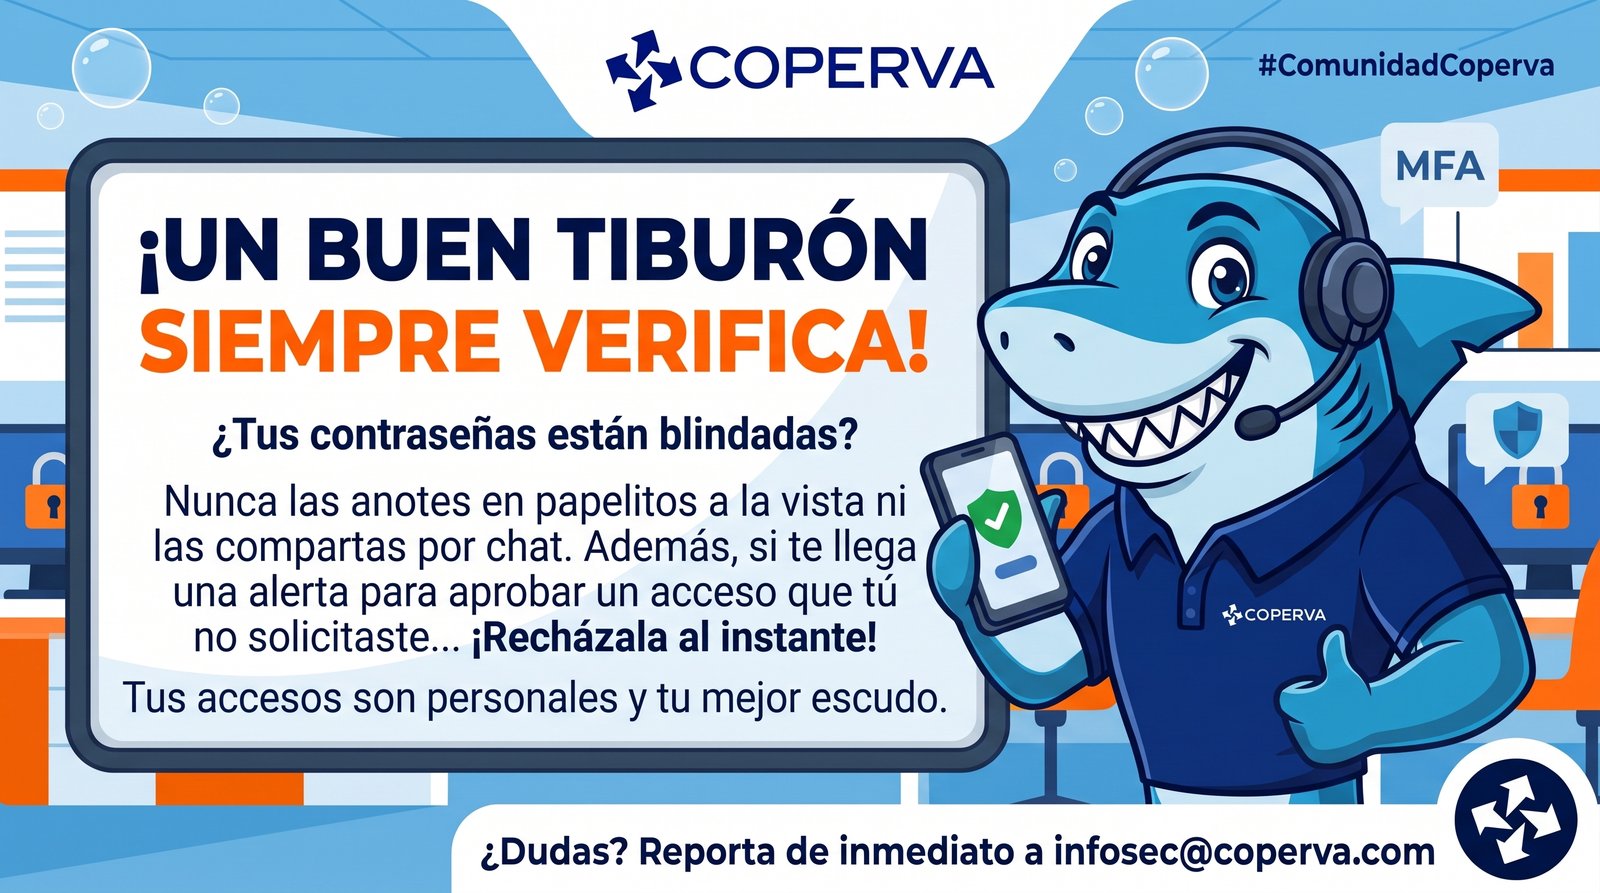 COPERVA
#ComunidadCoperva
MFA
¡UN BUEN TIBURÓN
SIEMPRE VERIFICA!
¿Tus contraseñas están blindadas?
Nunca las anotes en papelitos a la vista ni
las compartas por chat. Además, si te llega
una alerta para aprobar un acceso que tú
no solicitaste... ¡Recházala al instante!
Tus accesos son personales y tu mejor escudo.
COPERVA
¿Dudas? Reporta de inmediato a infosec@coperva.com